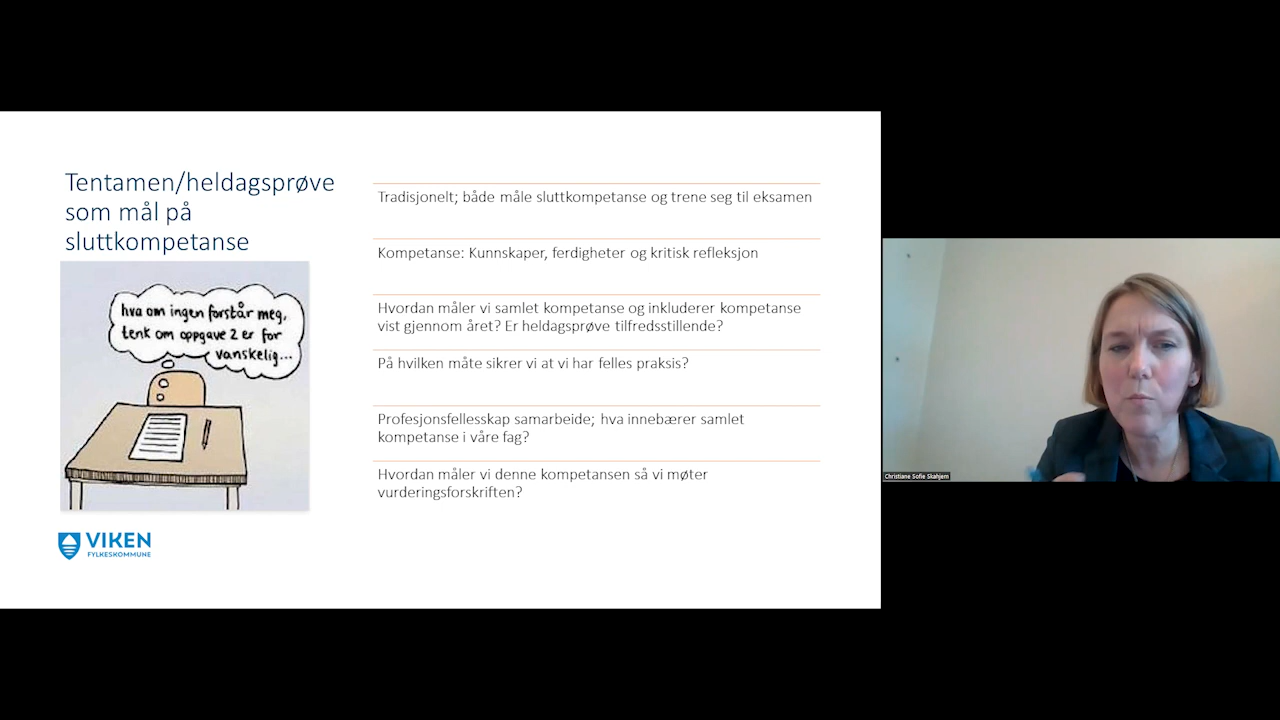 Tentamen/heldagsprøve
som mål på
sluttkompetanse
hva om ingen forstår meg,
tenk om oppgave 2 er for
vanskelig...
VIKEN
FYLKESKOMMUNE
Tradisjonelt; både måle sluttkompetanse og trene seg til eksamen
Kompetanse: Kunnskaper, ferdigheter og kritisk refleksjon
Hvordan måler vi samlet kompetanse og inkluderer kompetanse
vist gjennom året? Er heldagsprøve tilfredsstillende?
På hvilken måte sikrer vi at vi har felles praksis?
Profesjonsfellesskap samarbeide; hva innebærer samlet
kompetanse i våre fag?
Hvordan måler vi denne kompetansen så vi møter
vurderingsforskriften?
Christiane Sofie Skahjem